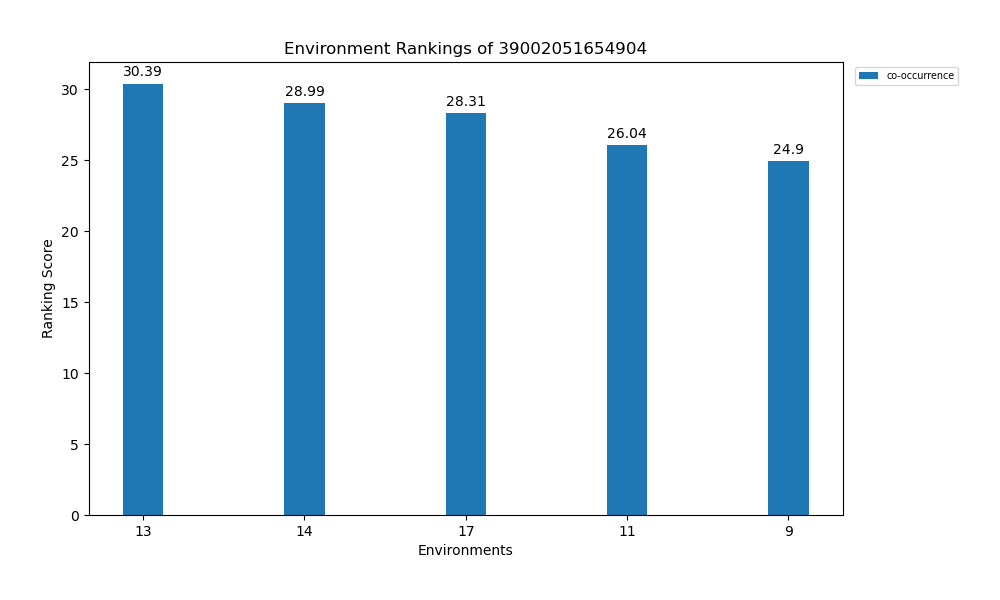 Environment Rankings of 39002051654904
co-occurrence
30.39
28.99
28.31
26.04
24.9
Ranking Score
30
25
20
15
10
5
0
13 14 17 11 9
Environments